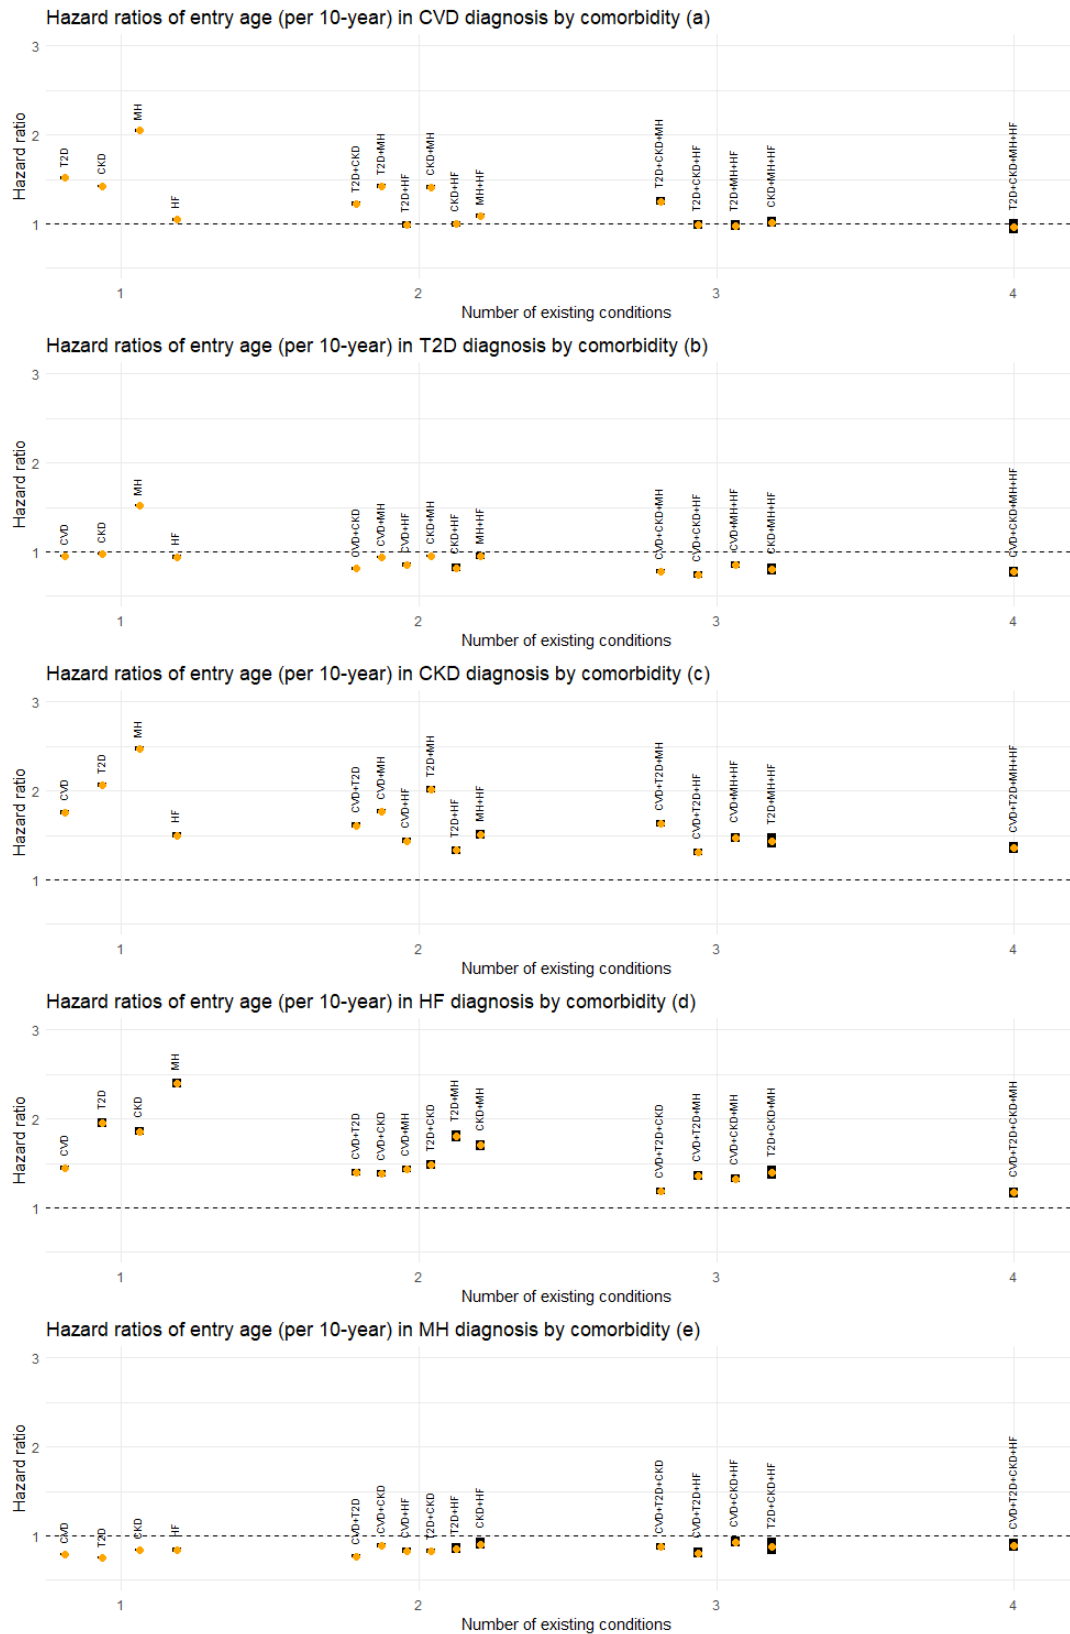 Hazard ratios of entry age (per 10-year) in CVD diagnosis by comorbidity (a)
Hazard ratio
3
2
1
T2D
CKD
MH
HF
T2D+CKD
T2D+MH
T2D+HF
CKD+MH
CKD+HF
MH+HF
T2D+CKD+MH
T2D+CKD+HF
T2D+MH+HF
CKD+MH+HF
T2D+CKD+MH+HF
1
2
3
4
Number of existing conditions
Hazard ratios of entry age (per 10-year) in T2D diagnosis by comorbidity (b)
Hazard ratio
3
2
1
CVD
CKD
MH
HF
CVD+CKD
CVD+MH
CVD+HF
CKD+MH
CKD+HF
MH+HF
CVD+CKD+MH
CVD+CKD+HF
CVD+MH+HF
CKD+MH+HF
CVD+CKD+MH+HF
1
2
3
4
Number of existing conditions
Hazard ratios of entry age (per 10-year) in CKD diagnosis by comorbidity (c)
Hazard ratio
3
2
1
CVD
T2D
MH
HF
CVD+T2D
CVD+MH
CVD+HF
T2D+MH
T2D+HF
MH+HF
CVD+T2D+MH
CVD+T2D+HF
CVD+MH+HF
T2D+MH+HF
CVD+T2D+MH+HF
1
2
3
4
Number of existing conditions
Hazard ratios of entry age (per 10-year) in HF diagnosis by comorbidity (d)
Hazard ratio
3
2
1
CVD
T2D
CKD
MH
CVD+T2D
CVD+CKD
CVD+MH
T2D+CKD
T2D+MH
CKD+MH
CVD+T2D+CKD
CVD+T2D+MH
CVD+CKD+MH
T2D+CKD+MH
CVD+T2D+CKD+MH
1
2
3
4
Number of existing conditions
Hazard ratios of entry age (per 10-year) in MH diagnosis by comorbidity (e)
Hazard ratio
3
2
1
CVD
T2D
CKD
HF
CVD+T2D
CVD+CKD
CVD+HF
T2D+CKD
T2D+HF
CKD+HF
CVD+T2D+CKD
CVD+T2D+HF
CVD+CKD+HF
T2D+CKD+HF
CVD+T2D+CKD+HF
1
2
3
4
Number of existing conditions